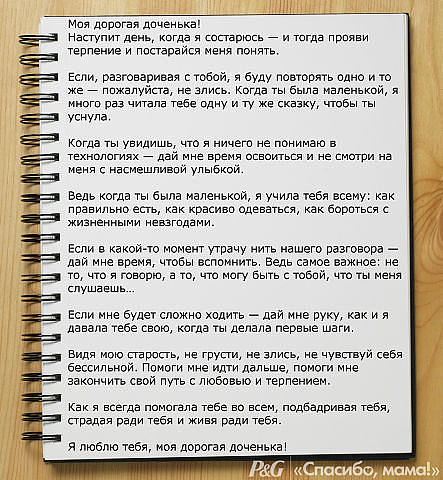 Моя дорогая доченька!
Наступит день, когда я состарюсь — и тогда прояви
терпение и постарайся меня понять.
Если, разговаривая с тобой, я буду повторять одно и то
же — пожалуйста, не злись. Когда ты была маленькой, я
много раз читала тебе одну и ту же сказку, чтобы ты
уснула.
Когда ты увидишь, что я ничего не понимаю в
технологиях — дай мне время освоиться и не смотри на
меня с насмешливой улыбкой.
Ведь когда ты была маленькой, я учила тебя всему: как
правильно есть, как красиво одеваться, как бороться с
жизненными невзгодами.
Если в какой-то момент утрачу нить нашего разговора —
дай мне время, чтобы вспомнить. Ведь самое важное: не
то, что я говорю, а то, что могу быть с тобой, что ты меня
слушаешь...
Если мне будет сложно ходить — дай мне руку, как и я
давала тебе свою, когда ты делала первые шаги.
Видя мою старость, не грусти, не злись, не чувствуй себя
бессильной. Помоги мне идти дальше, помоги мне
закончить свой путь с любовью и терпением.
Как я всегда помогала тебе во всем, подбадривая тебя,
страдая ради тебя и живя ради тебя.
Я люблю тебя, моя дорогая доченька!
P&G «Спасибо, мама!»